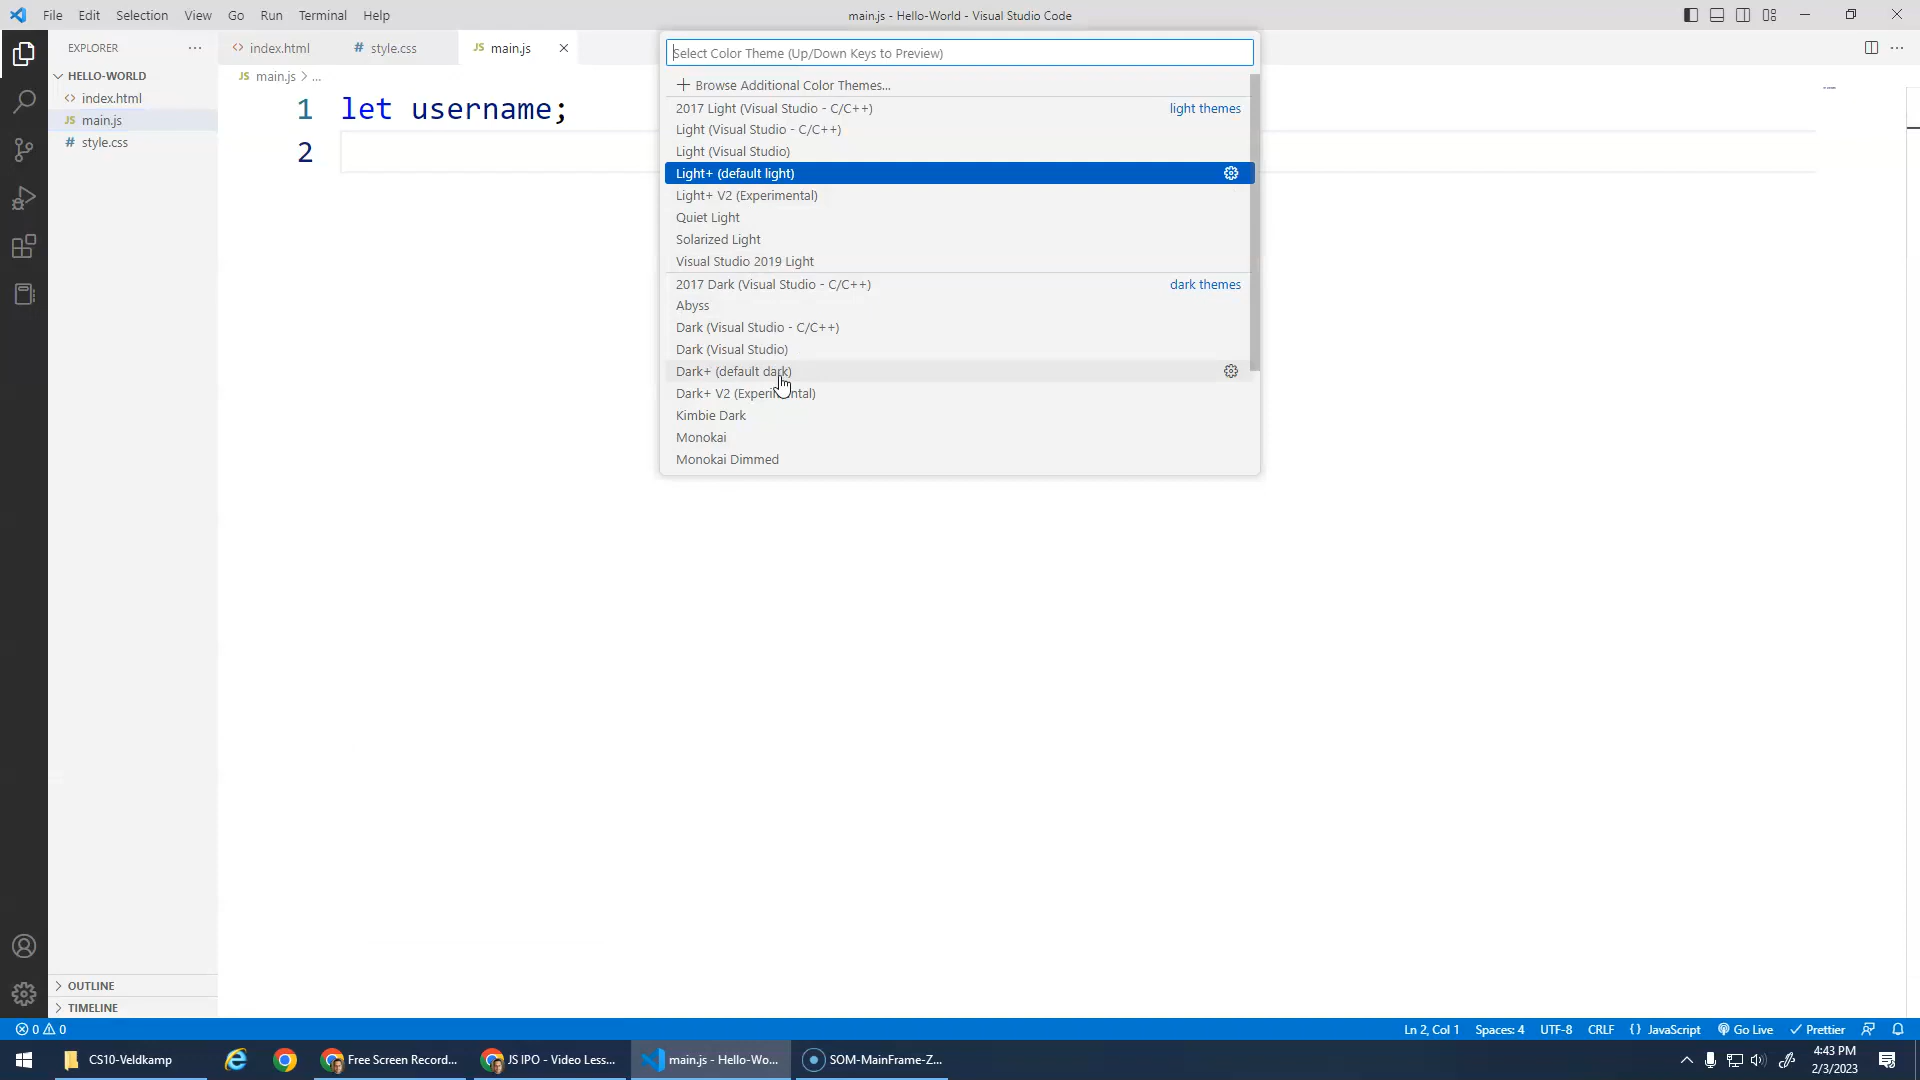 File Edit Selection View Go Run Terminal Help
main.js - Hello-World - Visual Studio Code
EXPLORER
index.html
style.css
JS main.js
Select Color Theme (Up/Down Keys to Preview)
HELLO-WORLD
JS main.js > ...
index.html
JS main.js
# style.css
1 let username;
2
Browse Additional Color Themes...
2017 Light (Visual Studio - C/C++) light themes
Light (Visual Studio - C/C++)
Light (Visual Studio)
Light+ (default light)
Light+ V2 (Experimental)
Quiet Light
Solarized Light
Visual Studio 2019 Light
2017 Dark (Visual Studio - C/C++) dark themes
Abyss
Dark (Visual Studio - C/C++)
Dark (Visual Studio)
Dark+ (default dark)
Dark+ V2 (Experimental)
Kimbie Dark
Monokai
Monokai Dimmed
OUTLINE
TIMELINE
0 0
Ln 2, Col 1 Spaces: 4 UTF-8 CRLF {} JavaScript Go Live Prettier
CS10-Veldkamp
Free Screen Record...
JS IPO - Video Less...
main.js - Hello-Wo...
SOM-MainFrame-Z...
4:43 PM
2/3/2023